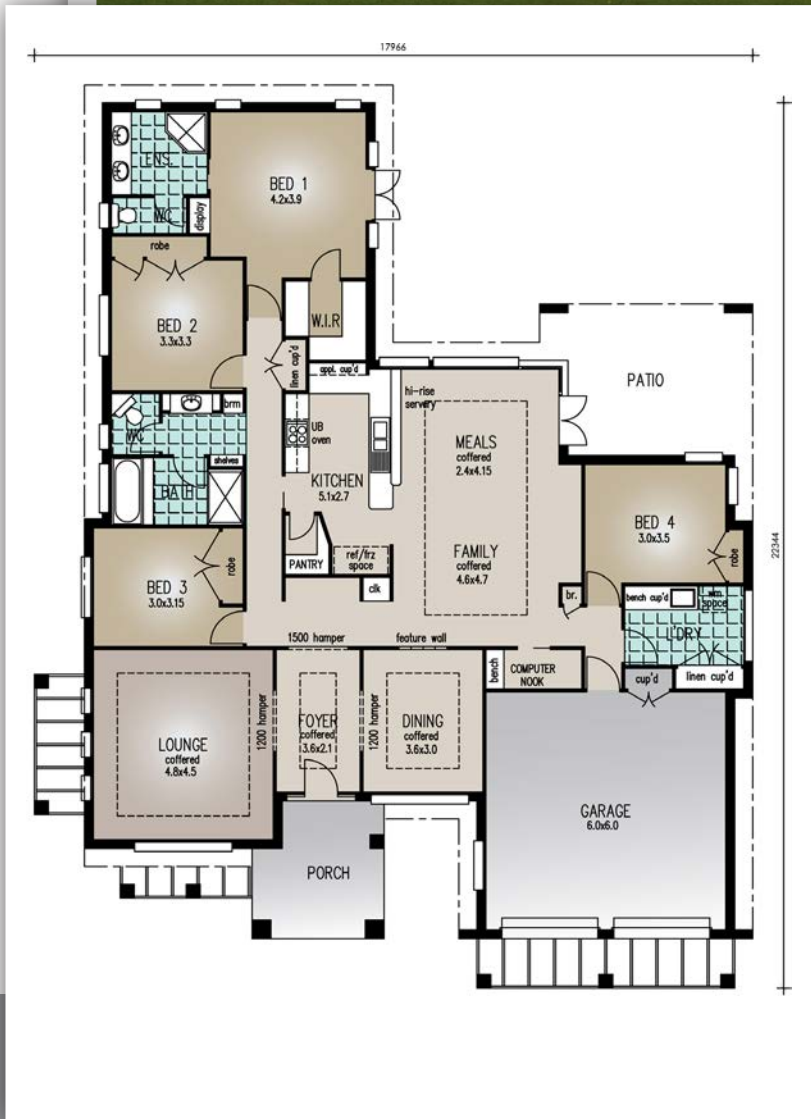 17966
ENS.
BED 1
4.2x3.9
WC
display
robe
BED 2
3.3x3.3
W.I.R
linen cup'd
appl. cup'd
hi-rise
servery
PATIO
brm
UB
oven
WC
shelves
BATH
KITCHEN
5.1x2.7
MEALS
coffered
2.4x4.15
BED 4
3.0x3.5
robe
22344
BED 3
3.0x3.15
robe
PANTRY
ref/frz
space
clk
FAMILY
coffered
4.6x4.7
br.
bench cup'd
wm
space
L'DRY
1500 hamper
feature wall
bench
COMPUTER
NOOK
cup'd
linen cup'd
LOUNGE
coffered
4.8x4.5
1200 hamper
FOYER
coffered
3.6x2.1
1200 hamper
DINING
coffered
3.6x3.0
GARAGE
6.0x6.0
PORCH